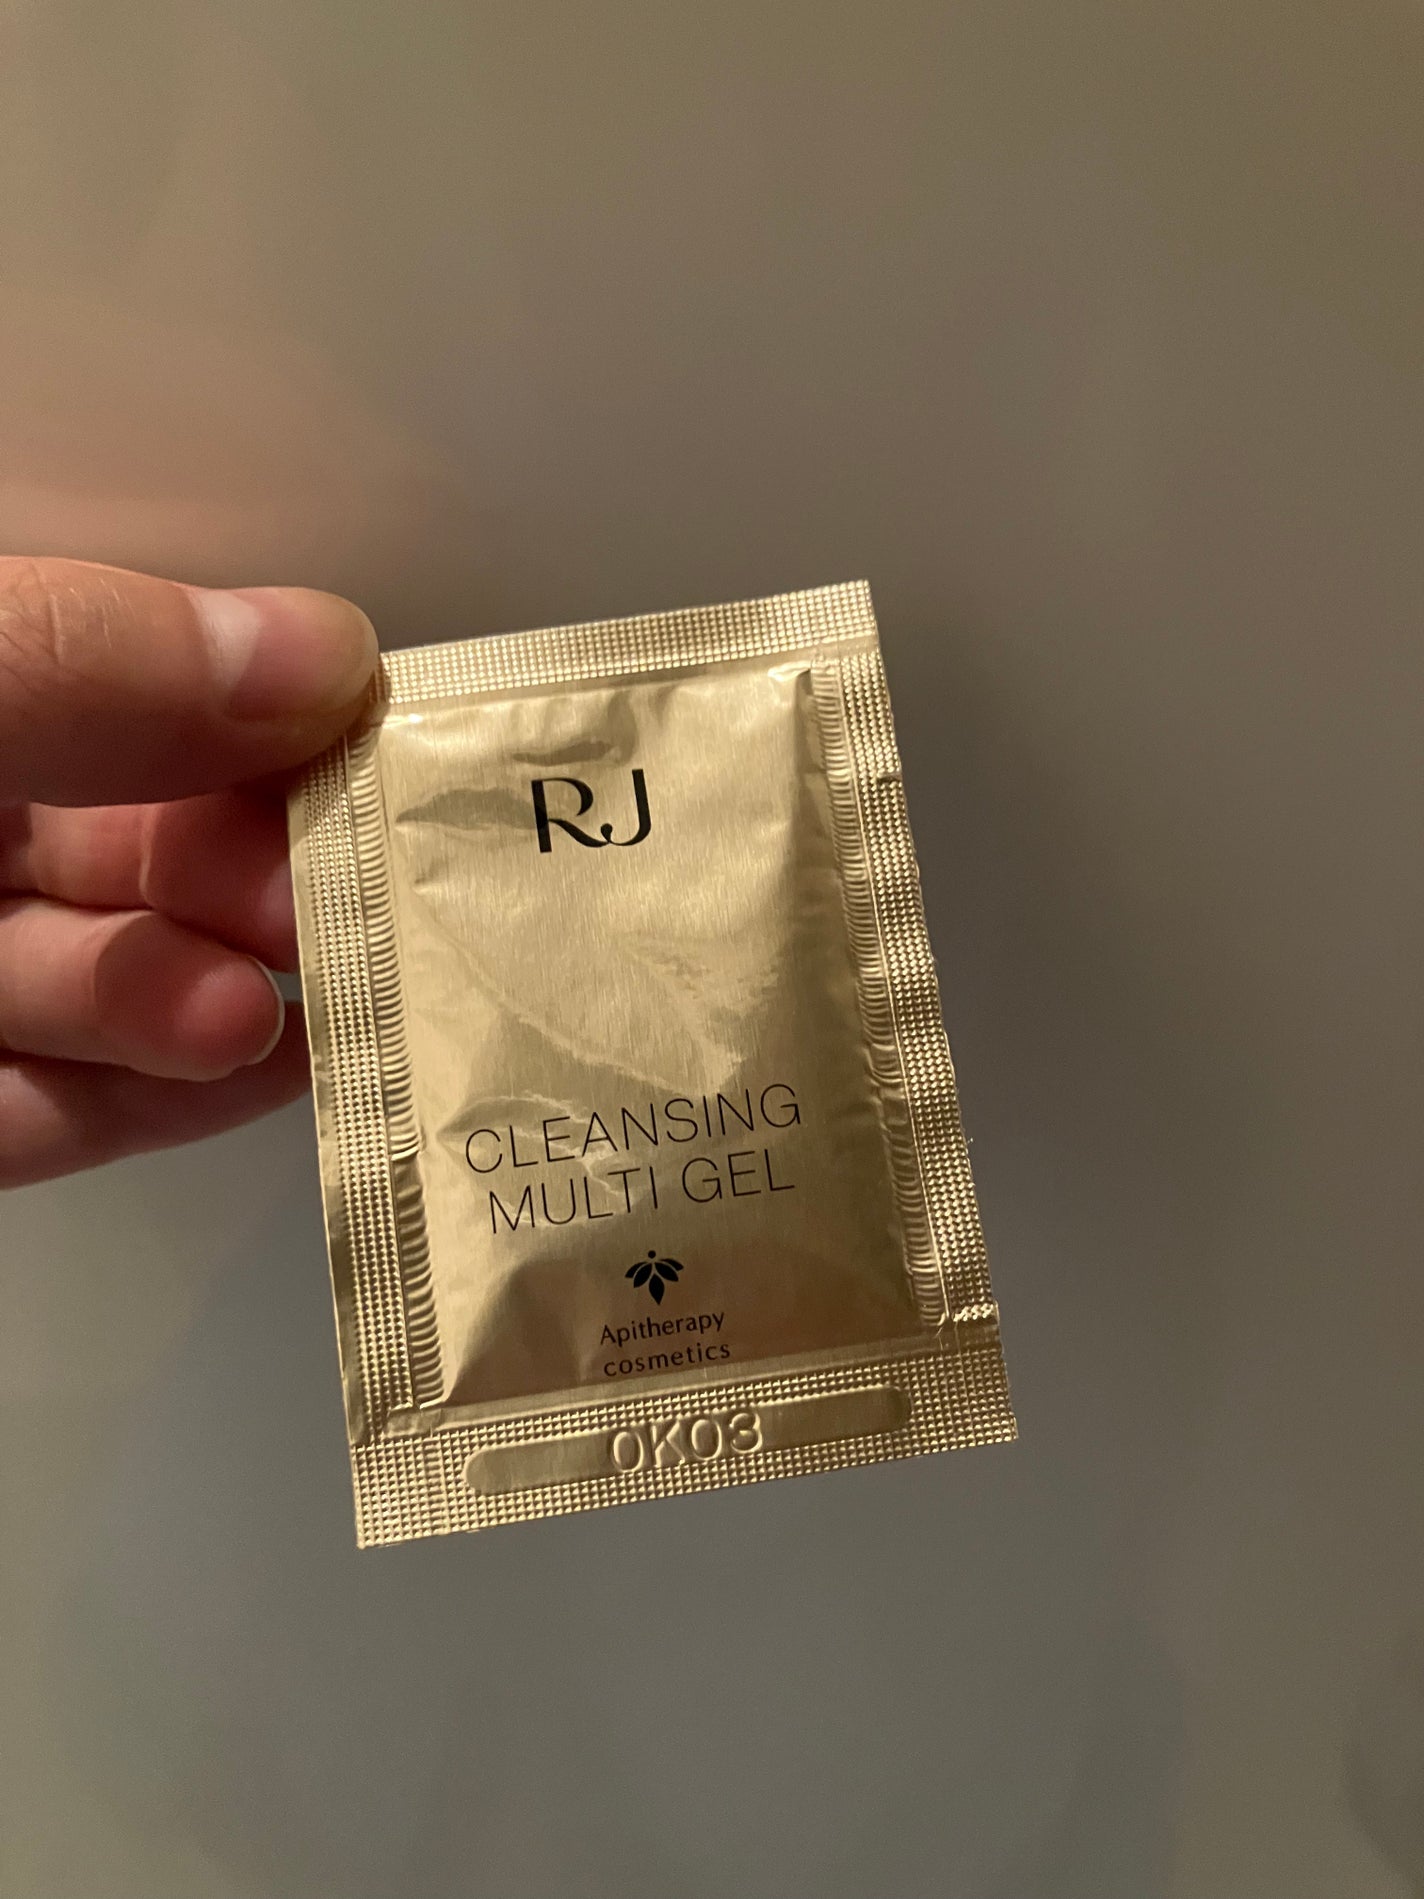 RJ
CLEANSING
MULTI GEL
Apitherapy
cosmetics
0K03